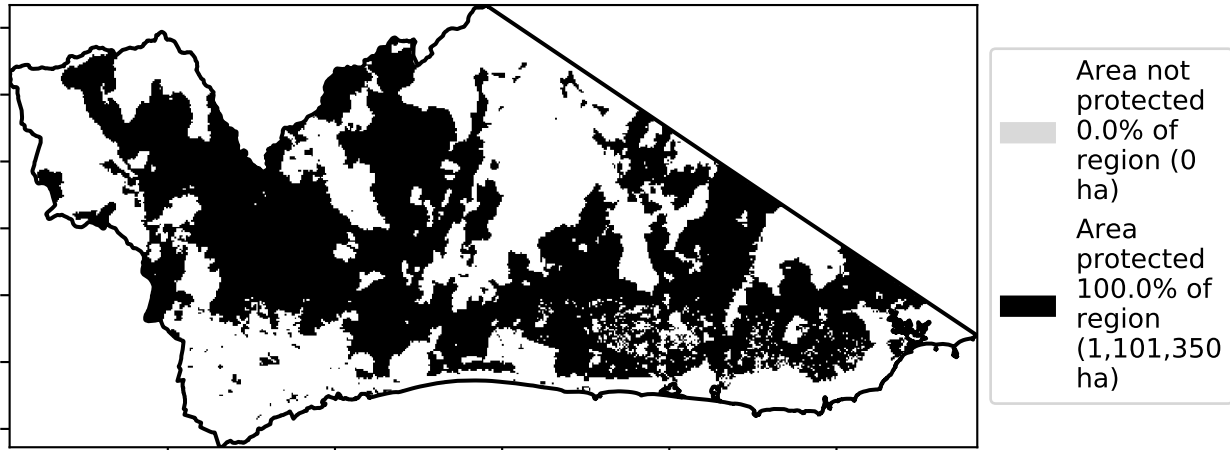 Area not
protected
0.0% of
region (0
ha)
Area
protected
100.0% of
region
(1,101,350
ha)